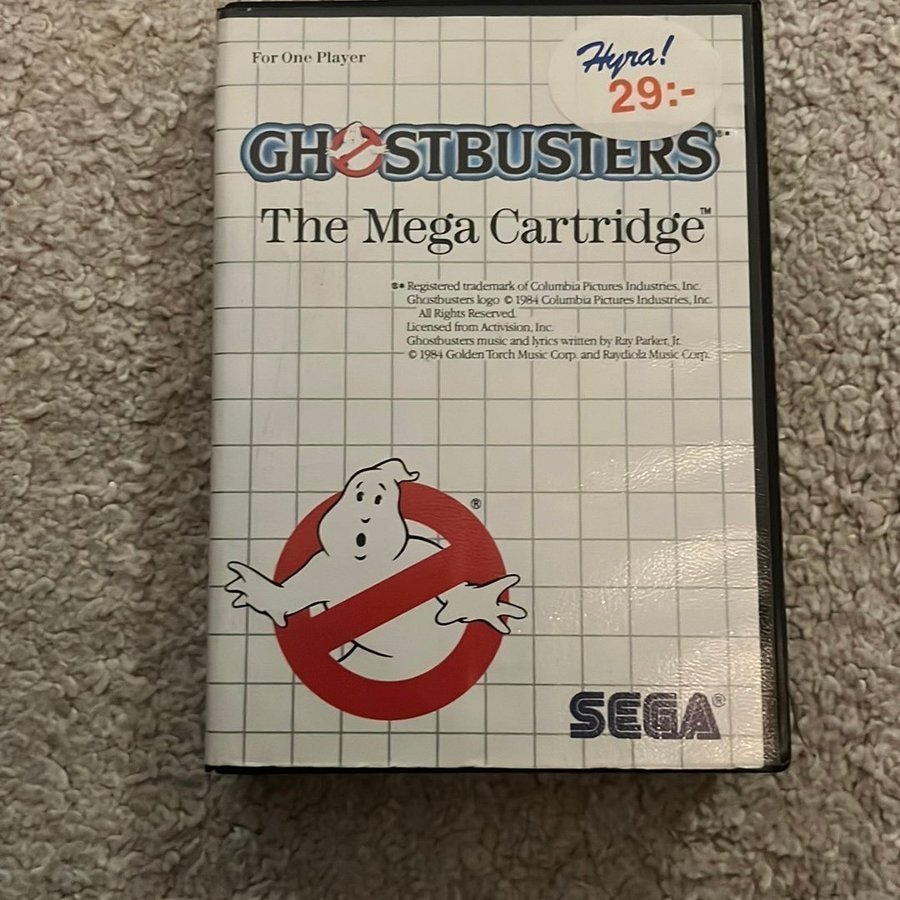 For One Player
Hyra!
29:-
GHOSTBUSTERS®*
The Mega Cartridge™
®* Registered trademark of Columbia Pictures Industries, Inc.
Ghostbusters logo © 1984 Columbia Pictures Industries, Inc.
All Rights Reserved.
Licensed from Activision, Inc.
Ghostbusters music and lyrics written by Ray Parker, Jr.
© 1984 Golden Torch Music Corp. and Raydiola Music Corp.
®
SEGA®